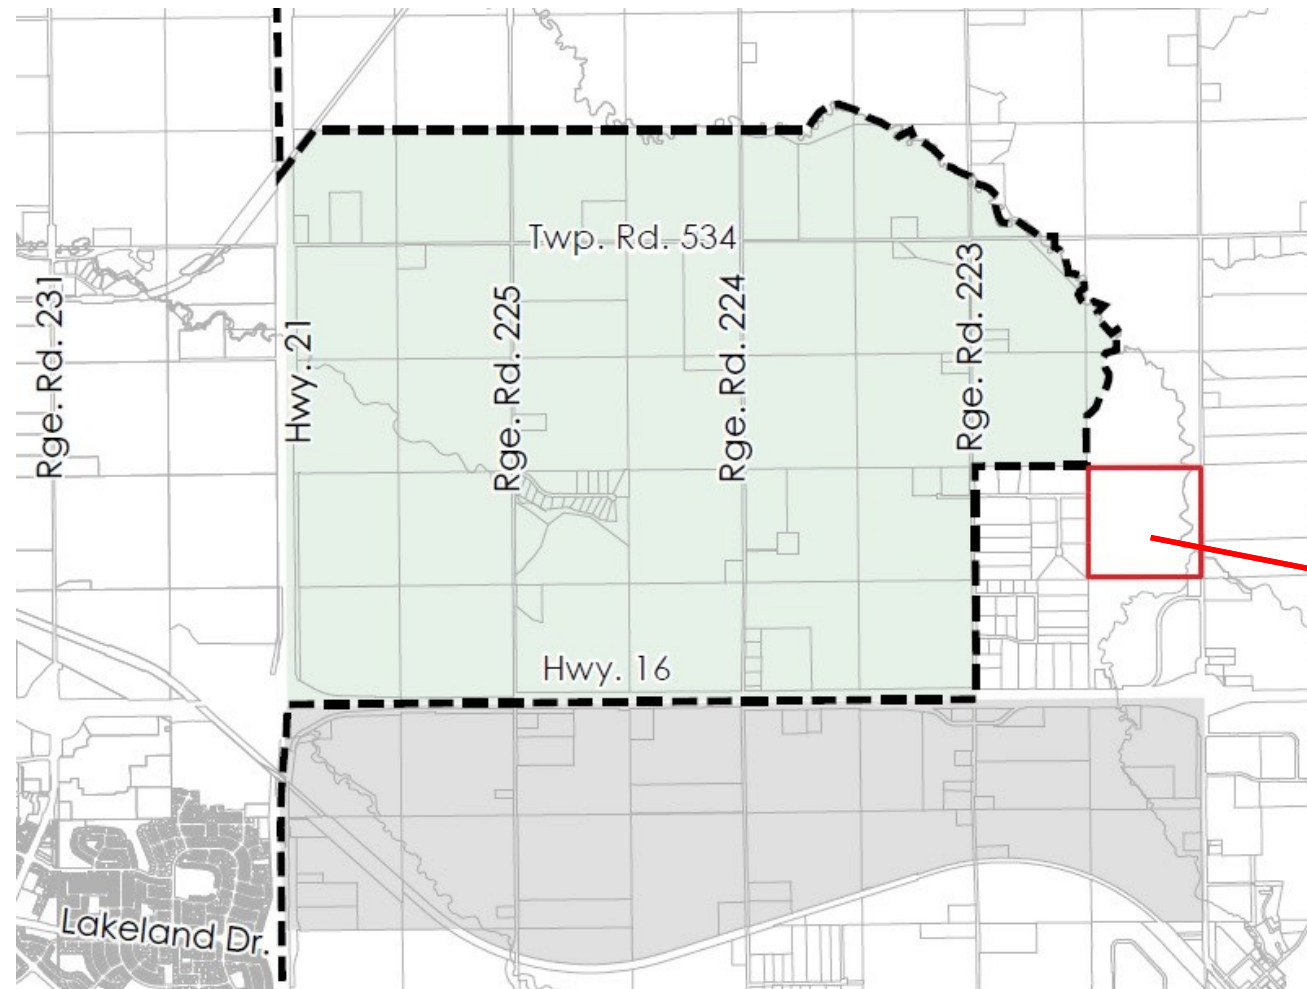 Twp. Rd. 534
Rge. Rd. 231
Hwy. 21
Rge. Rd. 225
Rge. Rd. 224
Rge. Rd. 223
Hwy. 16
Lakeland Dr.